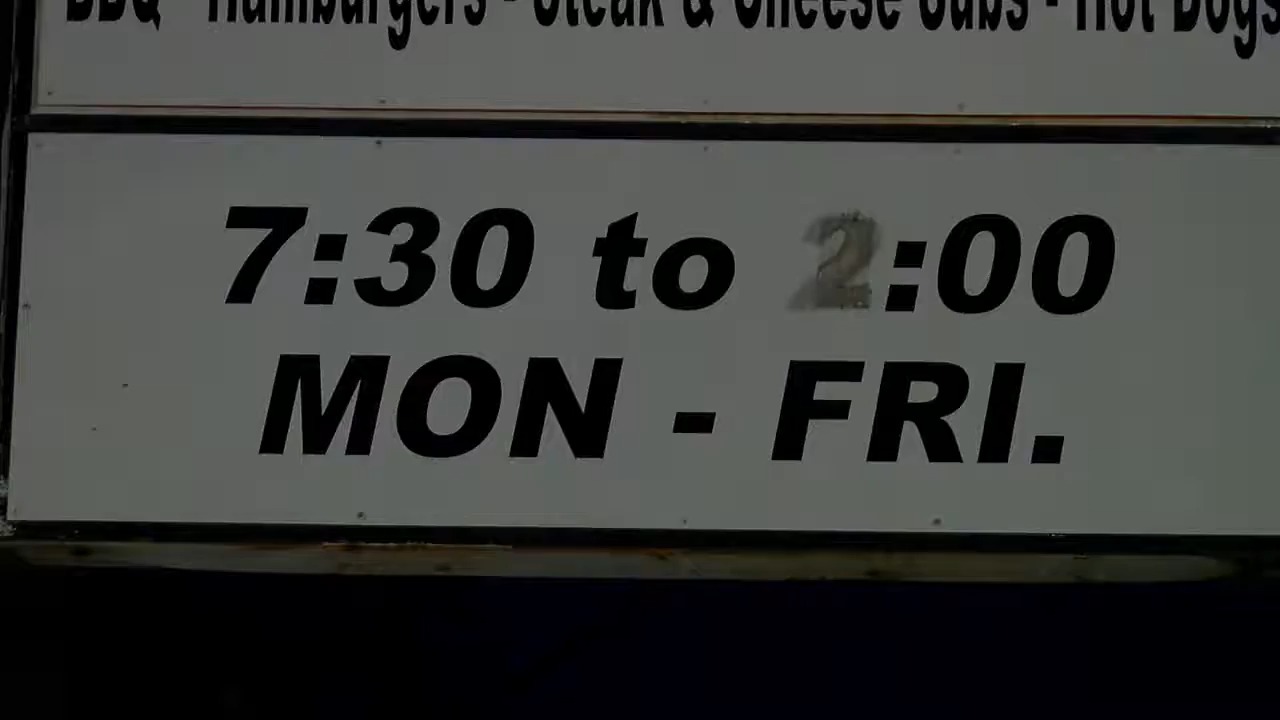 BBQ Hamburgers - Steak & Cheese Subs - Hot Dogs
7:30 to 2:00
MON - FRI.